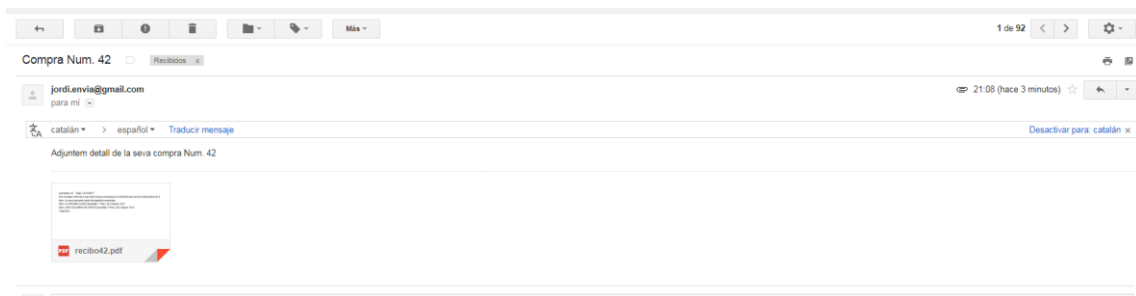 Más
1 de 92
Compra Num. 42
Recibidos x
jordi.envia@gmail.com
21:08 (hace 3 minutos)
para mí
catalán > español Traducir mensaje
Desactivar para: catalán x
Adjuntem detall de la seva compra Num. 42
PDF recibo42.pdf